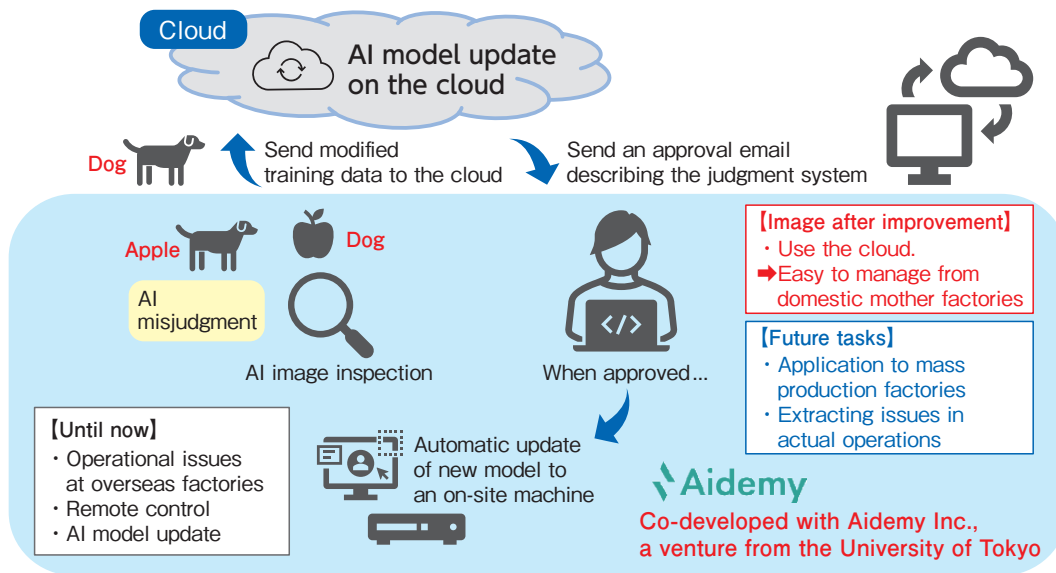 Cloud
AI model update
on the cloud
Dog
Send modified
training data to the cloud
Send an approval email
describing the judgment system
Apple
Dog
AI
misjudgment
AI image inspection
</>
When approved...
【Image after improvement】
・Use the cloud.
➡Easy to manage from
domestic mother factories
【Future tasks】
・Application to mass
production factories
・Extracting issues in
actual operations
【Until now】
・Operational issues
at overseas factories
・Remote control
・AI model update
Automatic update
of new model to
an on-site machine
Aidemy
Co-developed with Aidemy Inc.,
a venture from the University of Tokyo